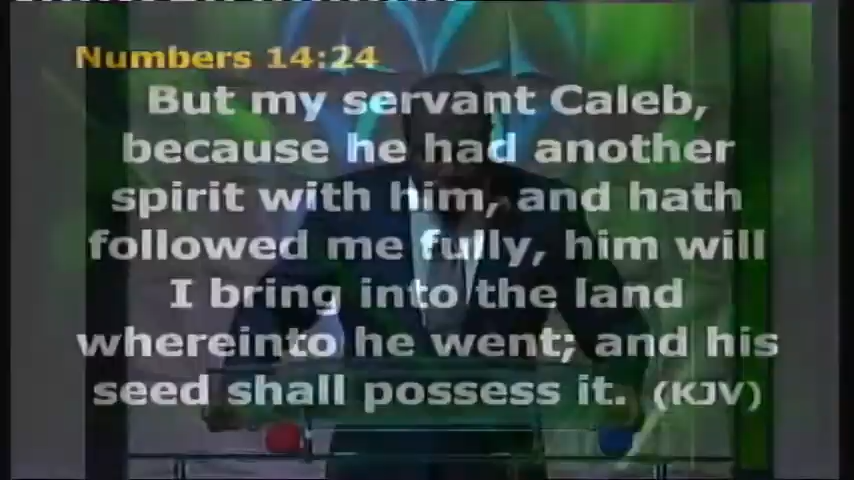 Numbers 14:24
But my servant Caleb,
because he had another
spirit with him, and hath
followed me fully, him will
I bring into the land
whereinto he went; and his
seed shall possess it. (KJV)